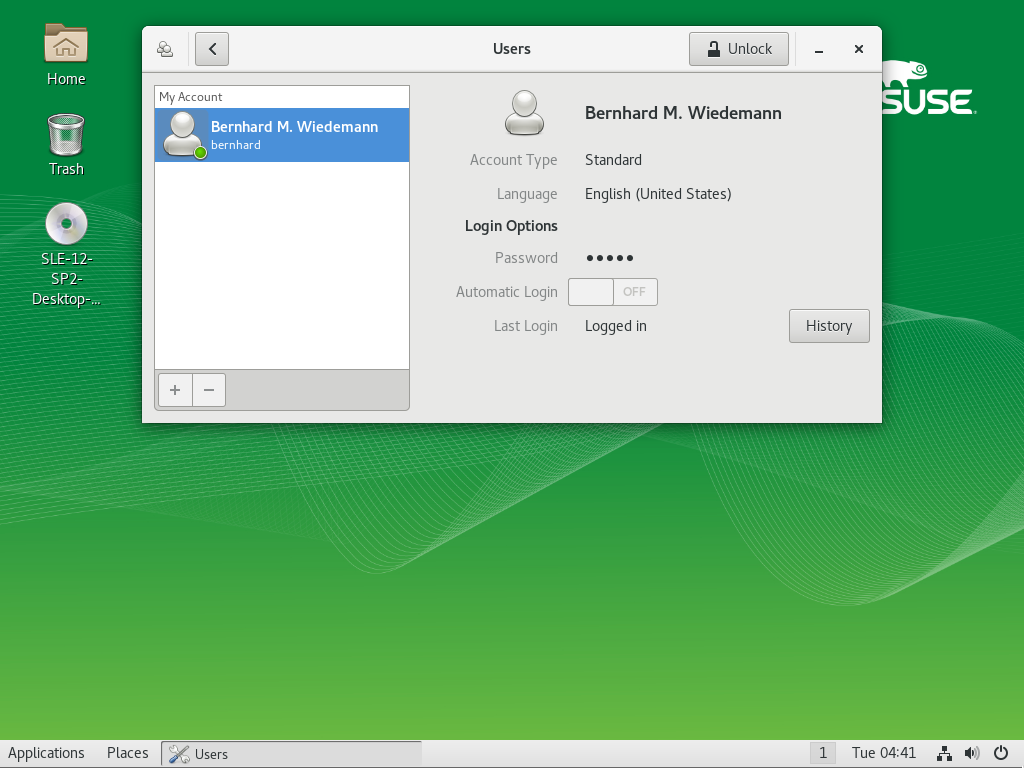 Home
Trash
SLE-12-
SP2-
Desktop-...
Users
Unlock
SUSE
My Account
Bernhard M. Wiedemann
bernhard
Bernhard M. Wiedemann
Account Type Standard
Language English (United States)
Login Options
Password •••••
Automatic Login OFF
Last Login Logged in
History
Applications Places Users 1 Tue 04:41